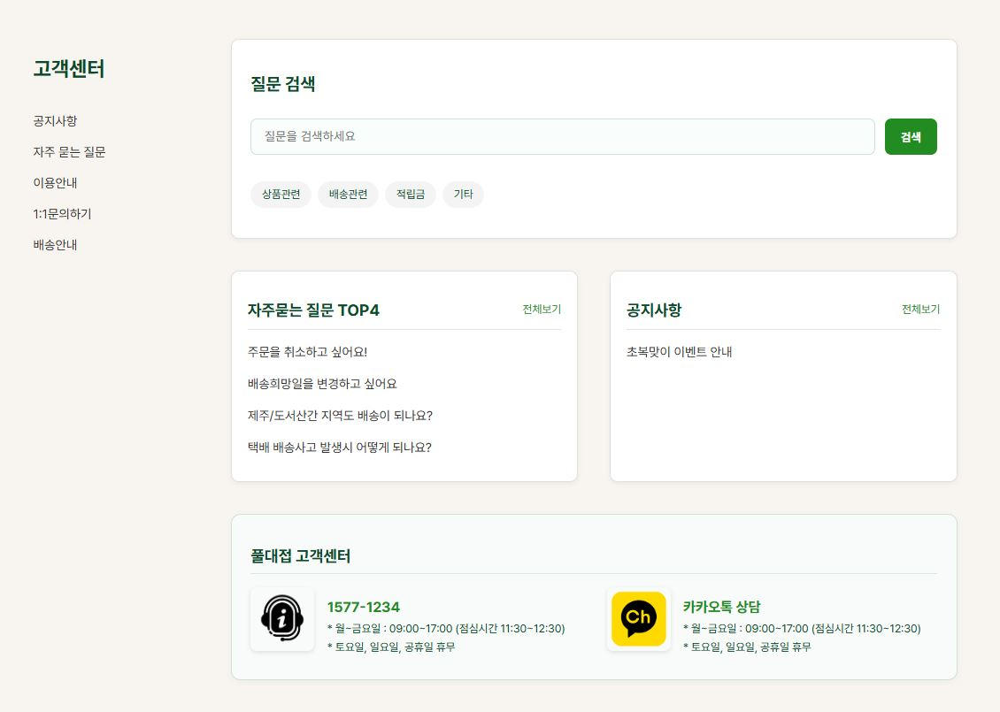 고객센터
공지사항
자주 묻는 질문
이용안내
1:1문의하기
배송안내
질문 검색
질문을 검색하세요
검색
상품관련
배송관련
적립금
기타
자주묻는 질문 TOP4
전체보기
주문을 취소하고 싶어요!
배송희망일을 변경하고 싶어요
제주/도서산간 지역도 배송이 되나요?
택배 배송사고 발생시 어떻게 되나요?
공지사항
전체보기
초복맞이 이벤트 안내
풀대접 고객센터
1577-1234
* 월~금요일 : 09:00~17:00 (점심시간 11:30~12:30)
* 토요일, 일요일, 공휴일 휴무
Ch
카카오톡 상담
* 월~금요일 : 09:00~17:00 (점심시간 11:30~12:30)
* 토요일, 일요일, 공휴일 휴무